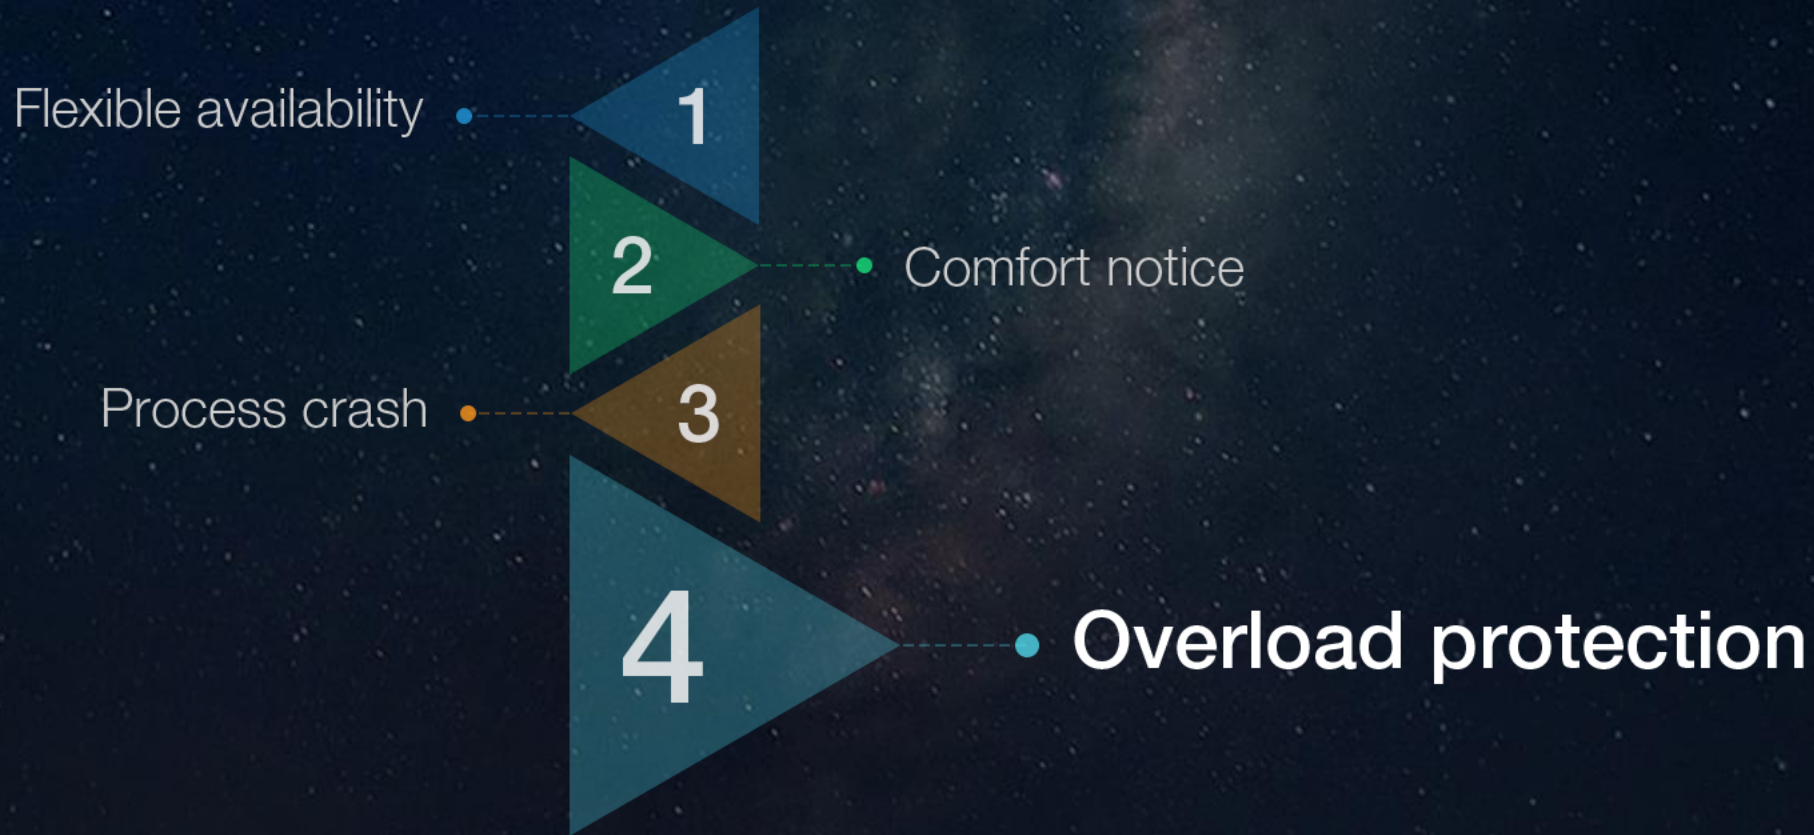 Flexible availability
1
2
Comfort notice
Process crash
3
4
Overload protection